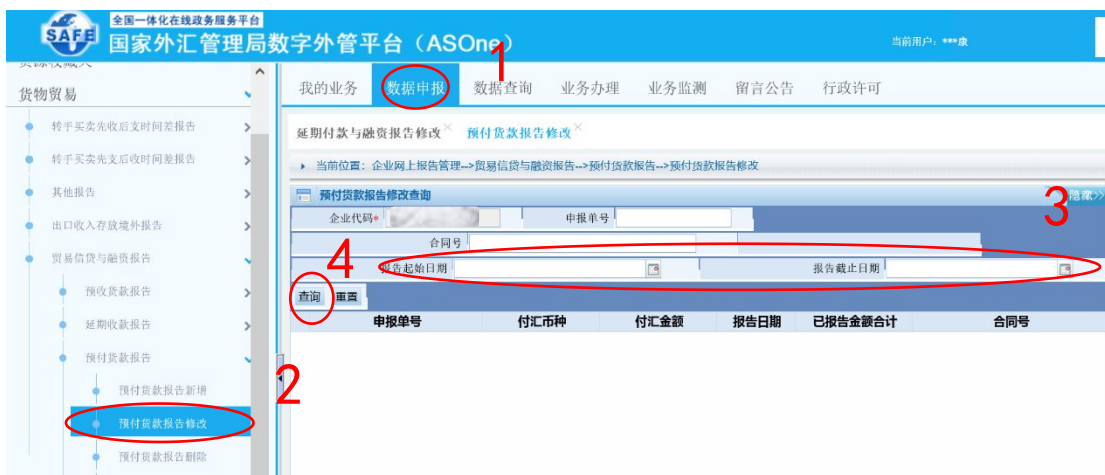 SAFE
全国一体化在线政务服务平台
国家外汇管理局数字外管平台（ASOne）
当前用户：***康
1
我的业务 数据申报 数据查询 业务办理 业务监测 留言公告 行政许可
货物贸易
转手买卖先收后支时间差报告
转手买卖先支后收时间差报告
其他报告
出口收入存放境外报告
贸易信贷与融资报告
预收货款报告
延期收款报告
预付货款报告
预付货款报告新增
预付货款报告修改
预付货款报告删除
2
延期付款与融资报告修改 预付货款报告修改
当前位置：企业网上报告管理-->贸易信贷与融资报告-->预付货款报告-->预付货款报告修改
预付货款报告修改查询
隐藏>>
3
企业代码* 申报单号
合同号
4
报告起始日期 报告截止日期
查询 重置
申报单号 付汇币种 付汇金额 报告日期 已报告金额合计 合同号